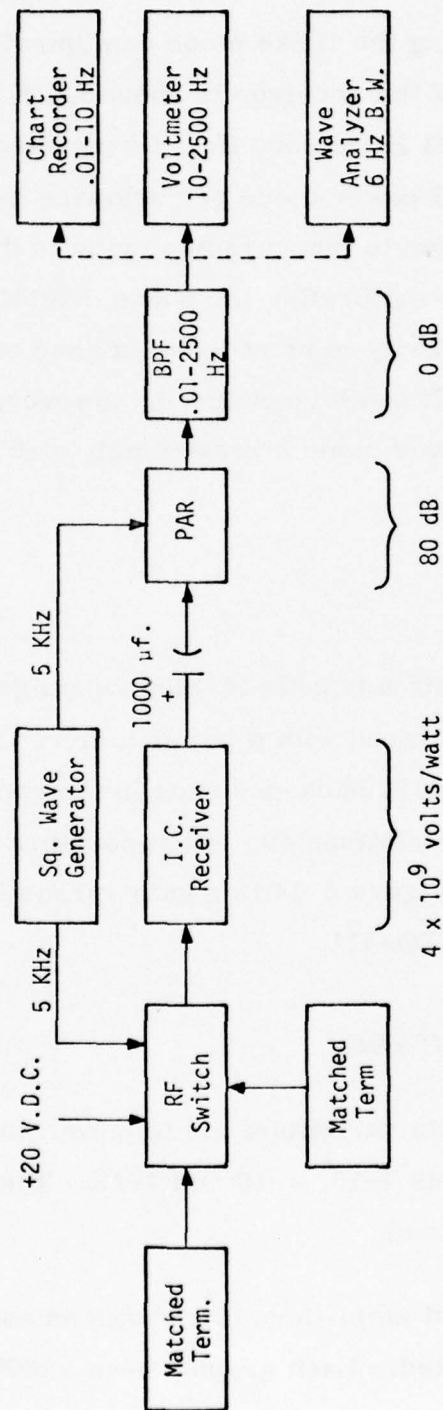 Matched
Term.
+20 V.D.C.
5 KHz
RF
Switch
Matched
Term
Sq. Wave
Generator
5 KHz
I.C.
Receiver
4 x 10⁹ volts/watt
+
1000 μf.
PAR
80 dB
BPF
.01-2500
Hz.
0 dB
Chart
Recorder
.01-10 Hz
Voltmeter
10-2500 Hz
Wave
Analyzer
6 Hz B.W.